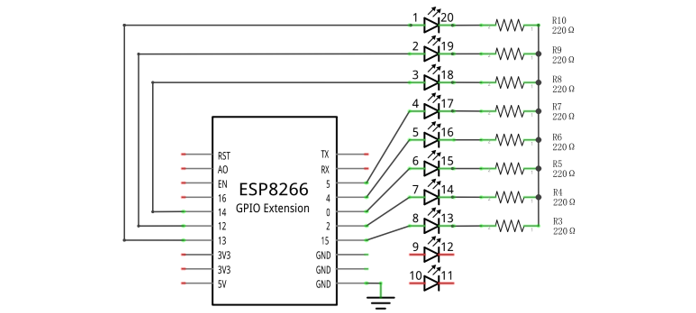 1 20 R10
220 Ω
2 19 R9
220 Ω
3 18 R8
220 Ω
4 17 R7
220 Ω
5 16 R6
220 Ω
6 15 R5
220 Ω
7 14 R4
220 Ω
8 13 R3
220 Ω
9 12
10 11
ESP8266
GPIO Extension
RST TX
AO RX
EN 5
16 4
14 0
12 2
13 15
3V3 GND
3V3 GND
5V GND